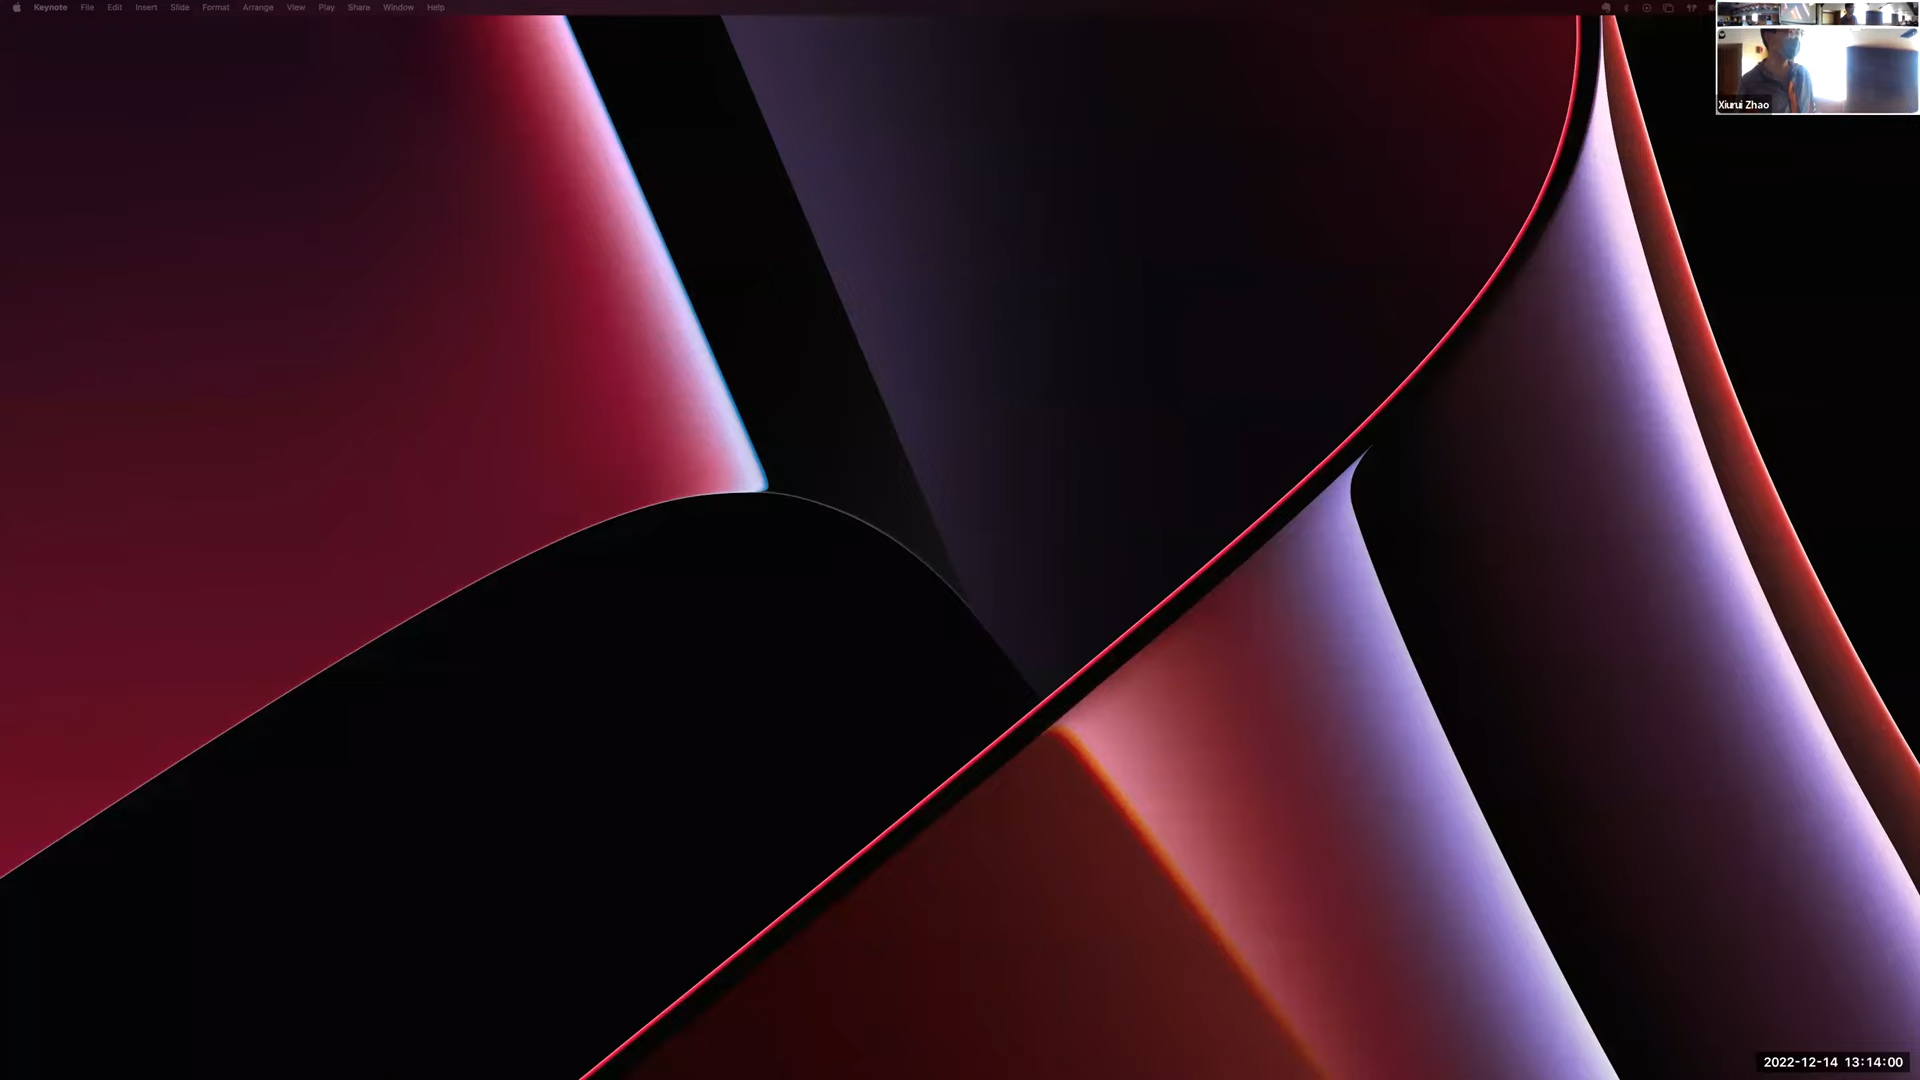 Keynote File Edit Insert Slide Format Arrange View Play Share Window Help
Xiurui Zhao
2022-12-14 13:14:00